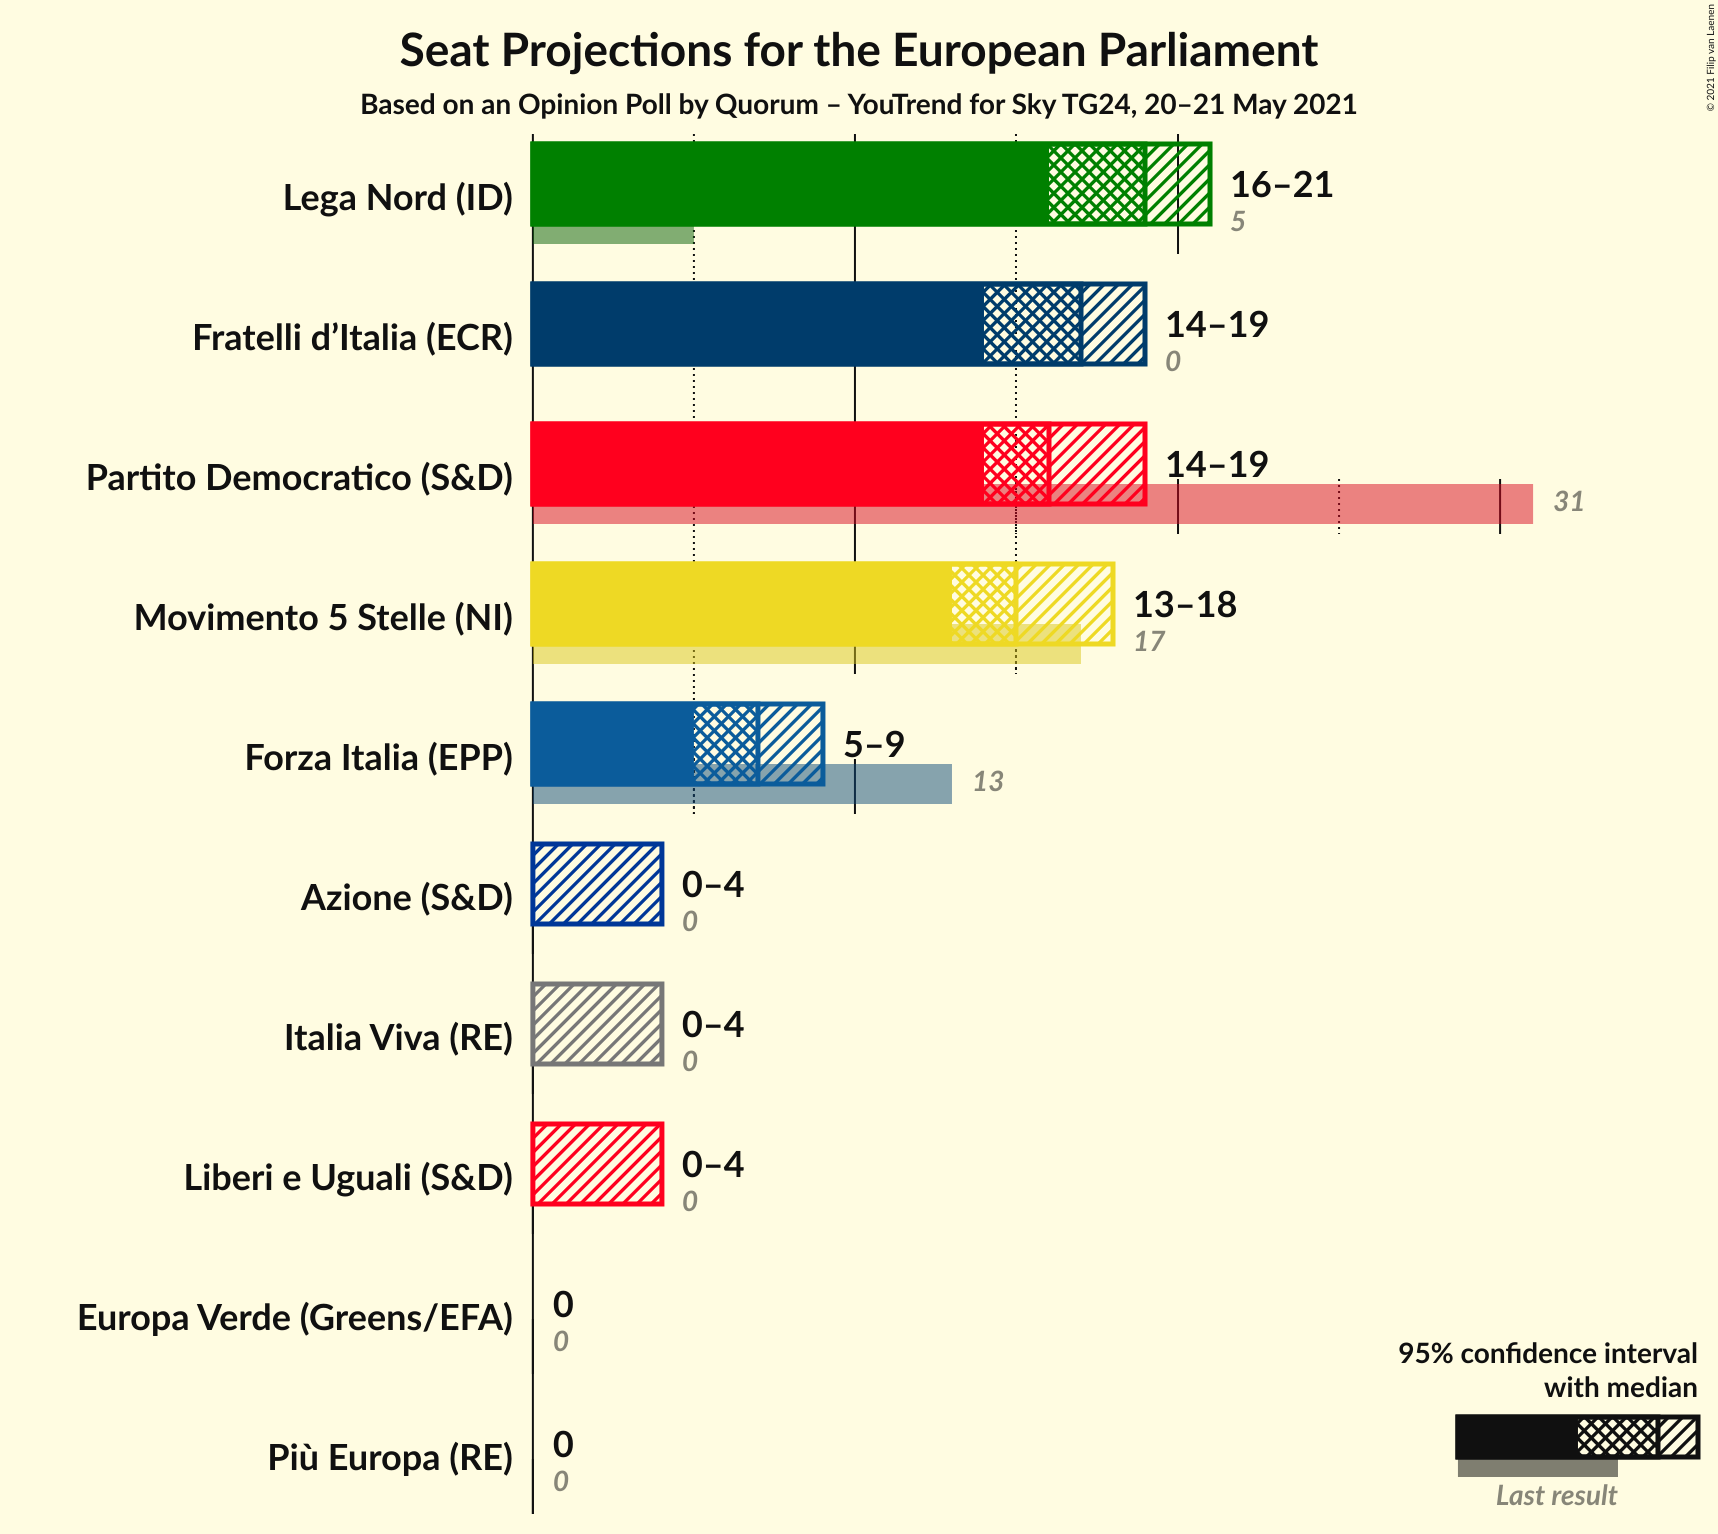 Seat Projections for the European Parliament
Based on an Opinion Poll by Quorum – YouTrend for Sky TG24, 20–21 May 2021
© 2021 Filip van Laenen
Lega Nord (ID)
16–21
5
Fratelli d’Italia (ECR)
14–19
0
Partito Democratico (S&D)
14–19
31
Movimento 5 Stelle (NI)
13–18
17
Forza Italia (EPP)
5–9
13
Azione (S&D)
0–4
0
Italia Viva (RE)
0–4
0
Liberi e Uguali (S&D)
0–4
0
Europa Verde (Greens/EFA)
0
0
Più Europa (RE)
0
0
95% confidence interval
with median
Last result